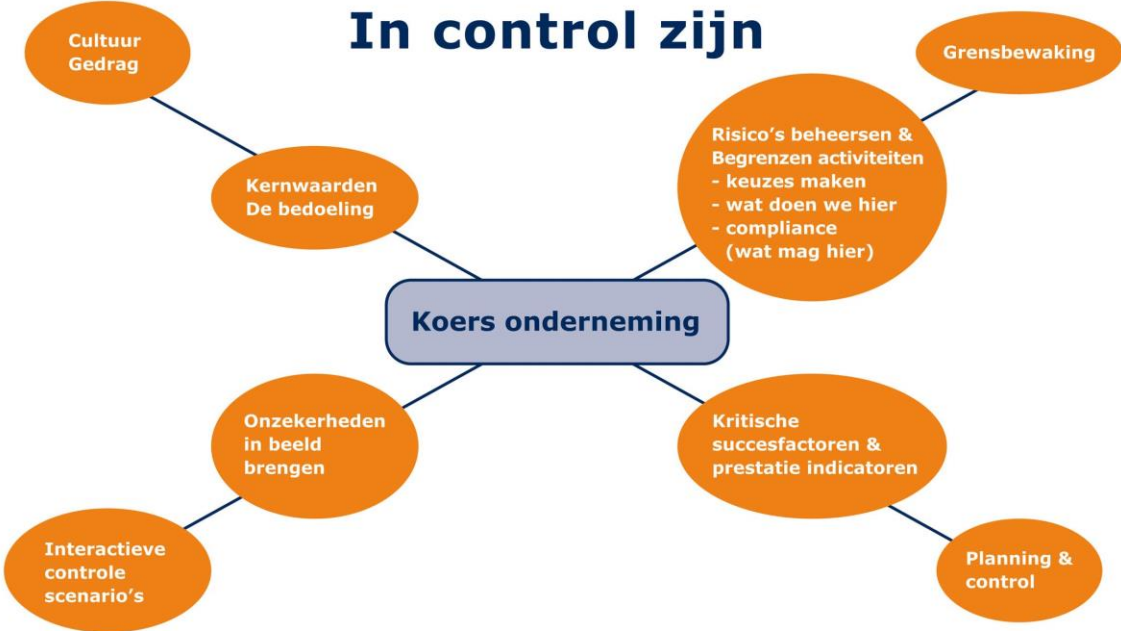 In control zijn
Cultuur
Gedrag
Kernwaarden
De bedoeling
Grensbewaking
Risico's beheersen &
Begrenzen activiteiten
- keuzes maken
- wat doen we hier
- compliance
(wat mag hier)
Koers onderneming
Onzekerheden
in beeld
brengen
Interactieve
controle
scenario's
Kritische
succesfactoren &
prestatie indicatoren
Planning &
control